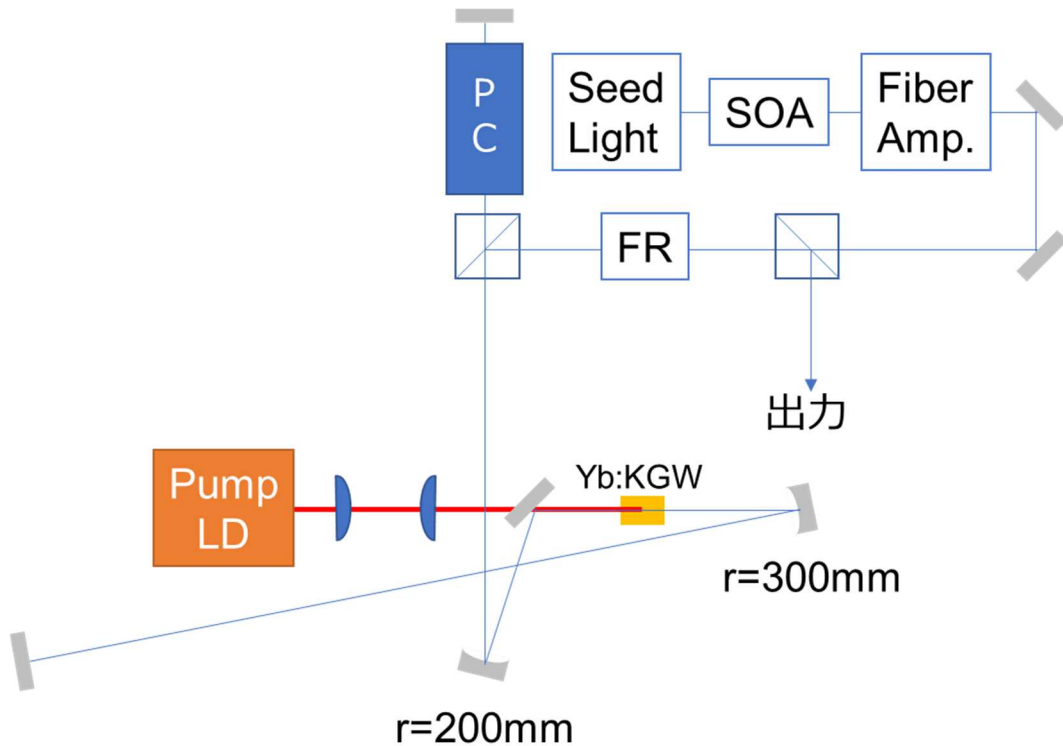 P
C
Seed
Light
SOA
Fiber
Amp.
FR
出力
Pump
LD
Yb:KGW
r=300mm
r=200mm